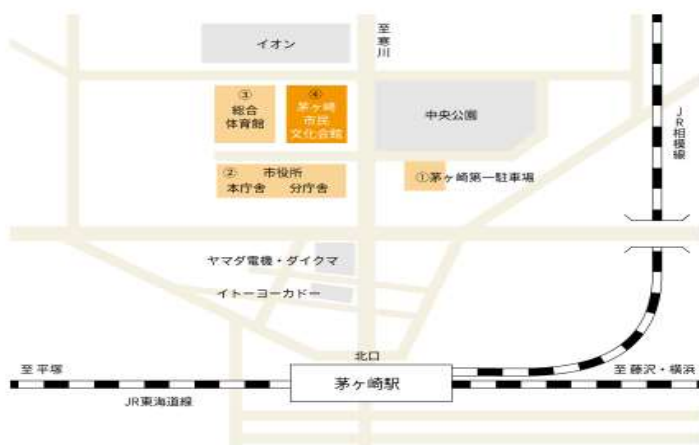 イオン
至寒川
③
総合
体育館
④
茅ヶ崎
市民
文化会館
中央公園
JR相模線
② 市役所
本庁舎 分庁舎
①茅ヶ崎第一駐車場
ヤマダ電機・ダイクマ
イトーヨーカドー
北口
至 平塚
茅ヶ崎駅
至 藤沢・横浜
JR東海道線